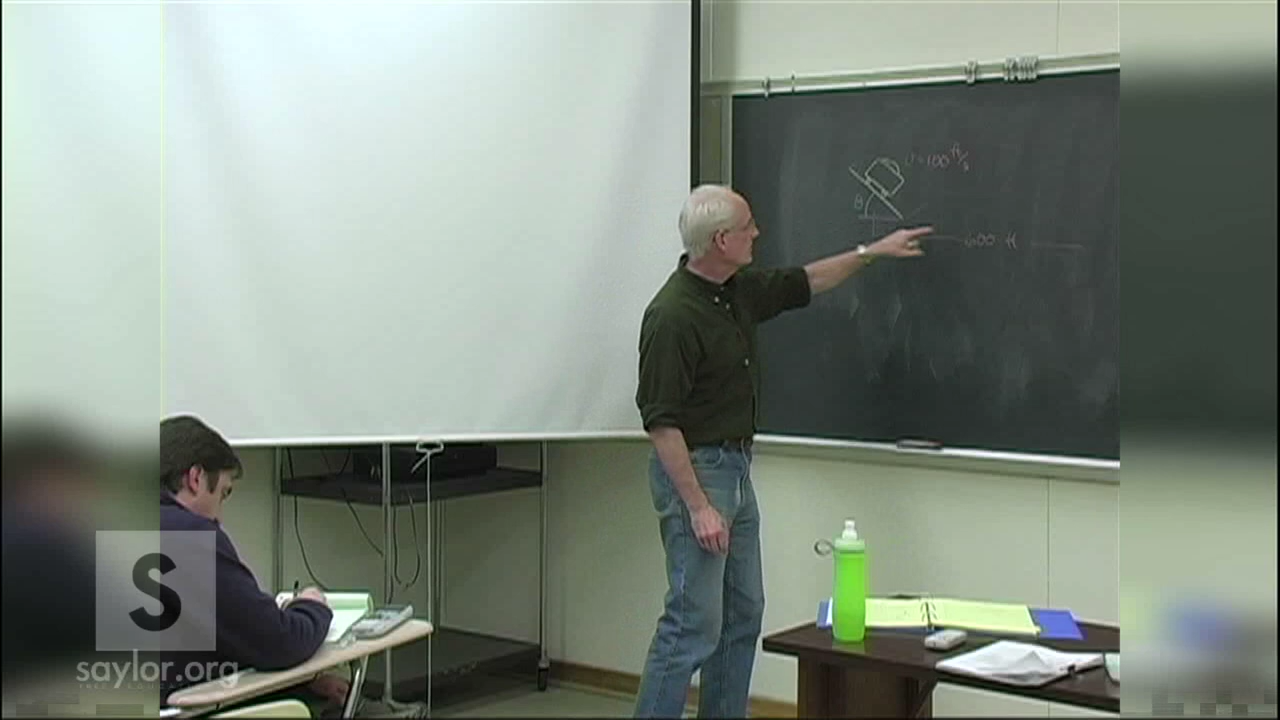 v=100 ft/s
θ
600 ft
S
saylor.org